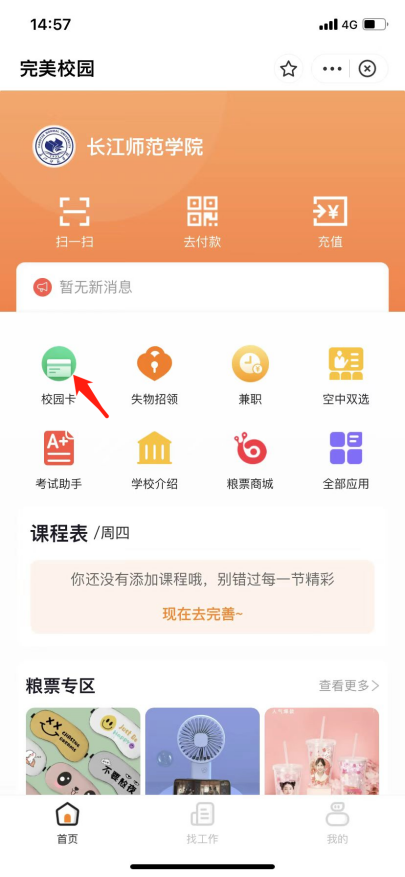 14:57
4G
完美校园
长江师范学院
扫一扫
去付款
充值
暂无新消息
校园卡
失物招领
兼职
空中双选
A+
考试助手
学校介绍
粮票商城
全部应用
课程表 /周四
你还没有添加课程哦，别错过每一节精彩
现在去完善~
粮票专区
查看更多
不要熬夜
首页
找工作
我的